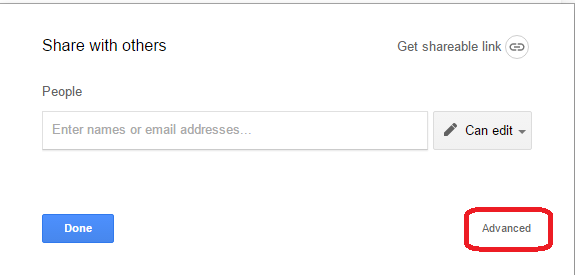 Share with others
Get shareable link
People
Enter names or email addresses...
Can edit
Done
Advanced